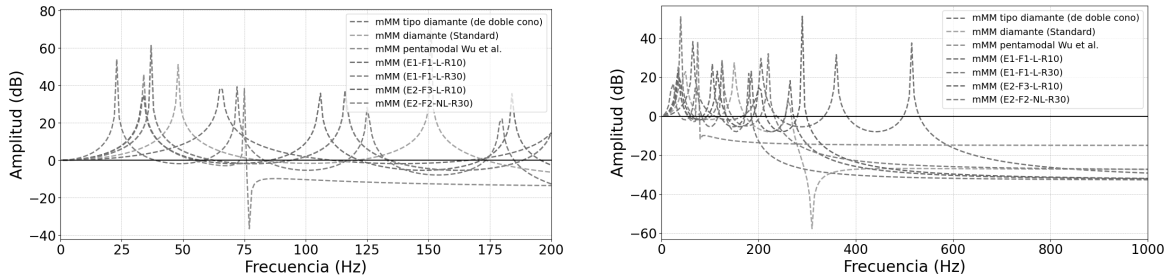 80
60
40
20
0
−20
−40
Amplitud (dB)
0 25 50 75 100 125 150 175 200
Frecuencia (Hz)
mMM tipo diamante (de doble cono)
mMM diamante (Standard)
mMM pentamodal Wu et al.
mMM (E1-F1-L-R10)
mMM (E1-F1-L-R30)
mMM (E2-F3-L-R10)
mMM (E2-F2-NL-R30)
40
20
0
−20
−40
−60
Amplitud (dB)
0 200 400 600 800 1000
Frecuencia (Hz)
mMM tipo diamante (de doble cono)
mMM diamante (Standard)
mMM pentamodal Wu et al.
mMM (E1-F1-L-R10)
mMM (E1-F1-L-R30)
mMM (E2-F3-L-R10)
mMM (E2-F2-NL-R30)